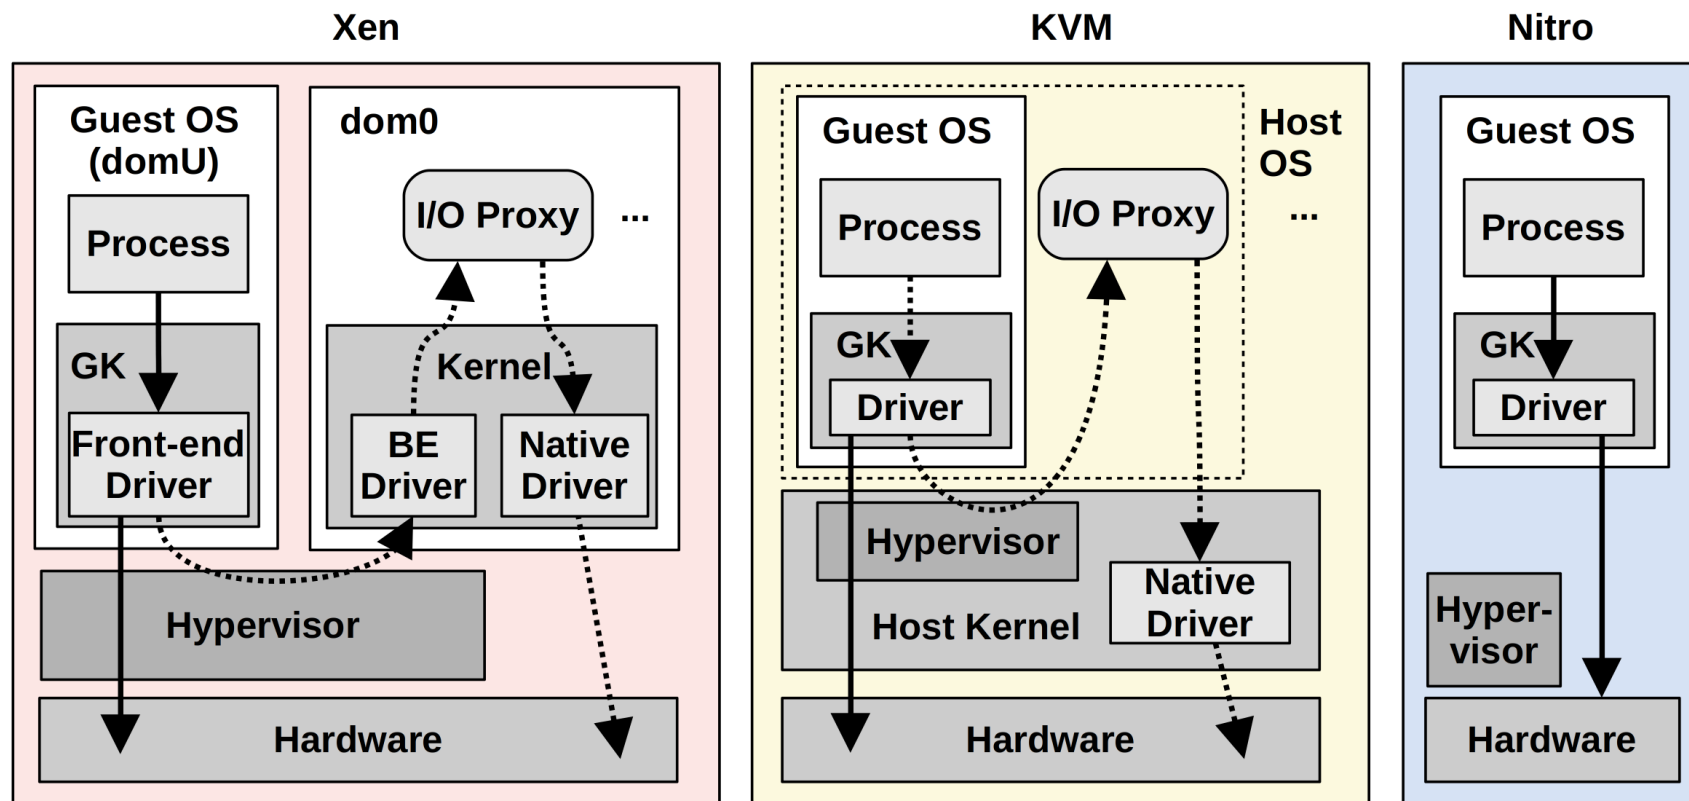 Xen
Guest OS
(domU)
Process
GK
Front-end
Driver
dom0
I/O Proxy
...
Kernel
BE
Driver
Native
Driver
Hypervisor
Hardware
KVM
Guest OS
Process
GK
Driver
I/O Proxy
Host
OS
...
Hypervisor
Host Kernel
Native
Driver
Hardware
Nitro
Guest OS
Process
GK
Driver
Hyper-
visor
Hardware